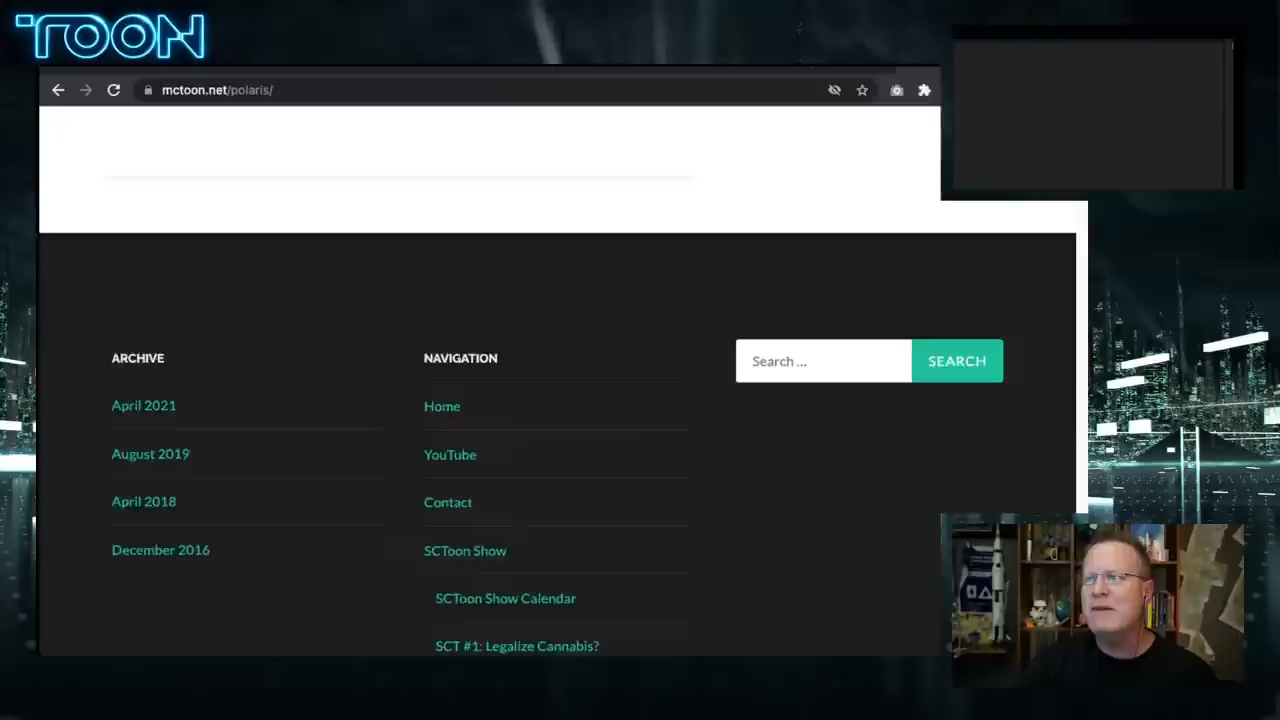 TOON
mctoon.net/polaris/
ARCHIVE
April 2021
August 2019
April 2018
December 2016
NAVIGATION
Home
YouTube
Contact
SCToon Show
SCToon Show Calendar
SCT #1: Legalize Cannabis?
Search ...
SEARCH